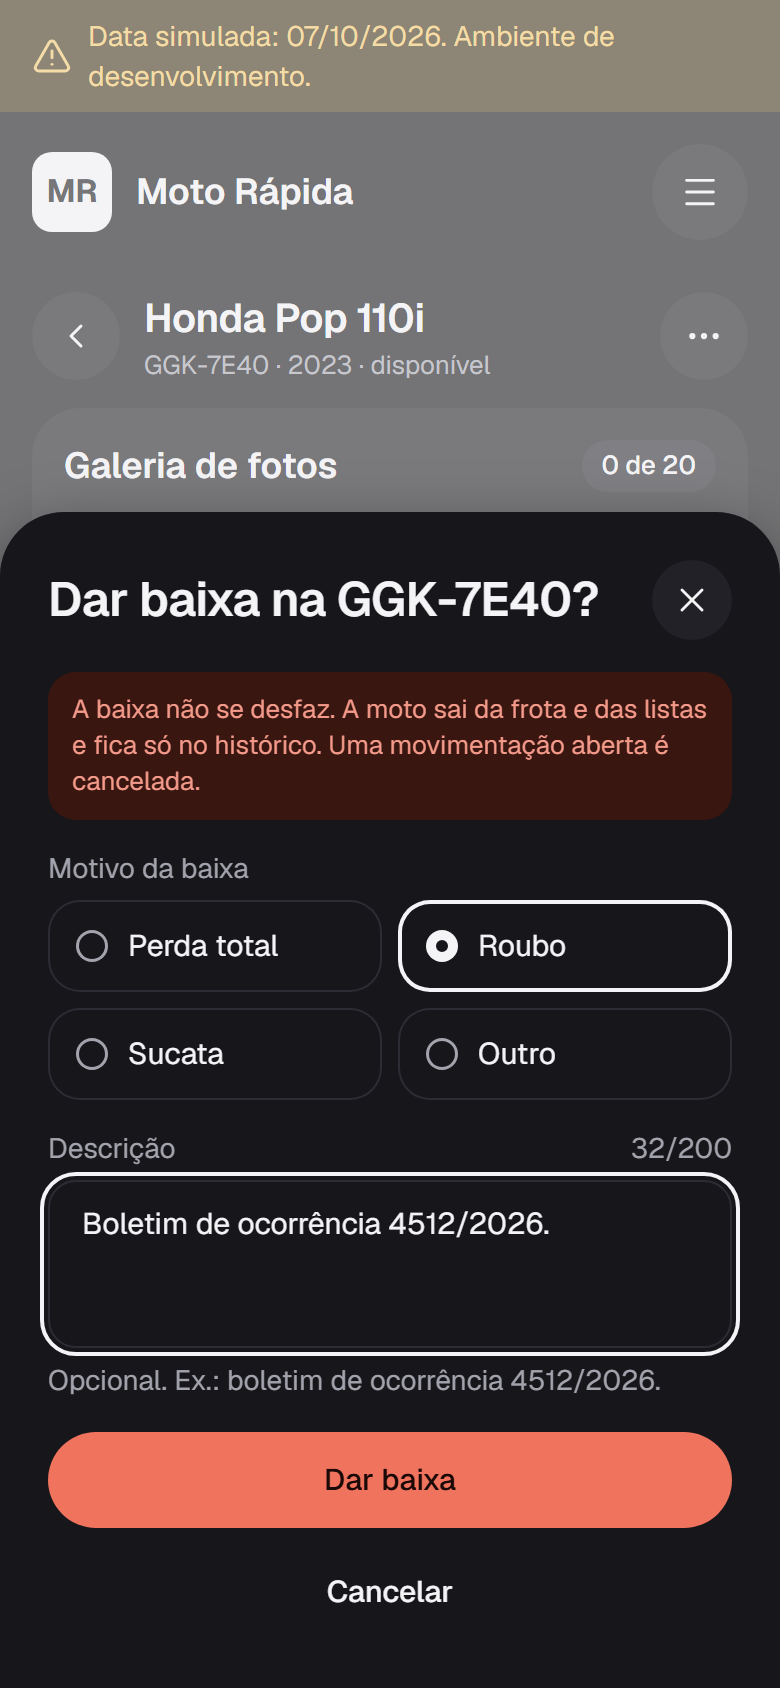 Data simulada: 07/10/2026. Ambiente de
desenvolvimento.
MR
Moto Rápida
Honda Pop 110i
GGK-7E40 · 2023 · disponível
Galeria de fotos
0 de 20
Dar baixa na GGK-7E40?
A baixa não se desfaz. A moto sai da frota e das listas
e fica só no histórico. Uma movimentação aberta é
cancelada.
Motivo da baixa
Perda total
Roubo
Sucata
Outro
Descrição
32/200
Boletim de ocorrência 4512/2026.
Opcional. Ex.: boletim de ocorrência 4512/2026.
Dar baixa
Cancelar